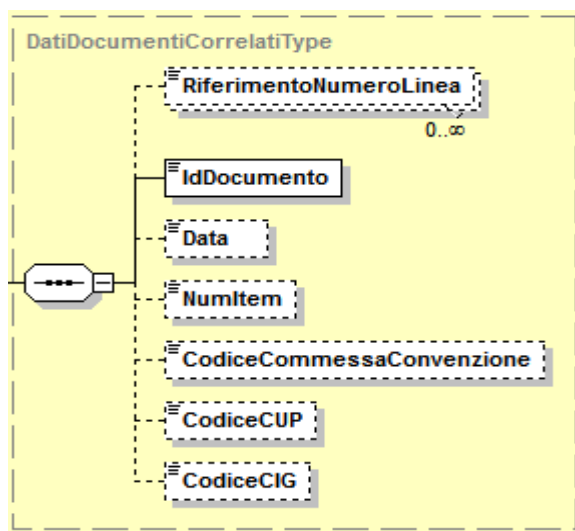 DatiDocumentiCorrelatiType
RiferimentoNumeroLinea
0..∞
IdDocumento
Data
NumItem
CodiceCommessaConvenzione
CodiceCUP
CodiceCIG